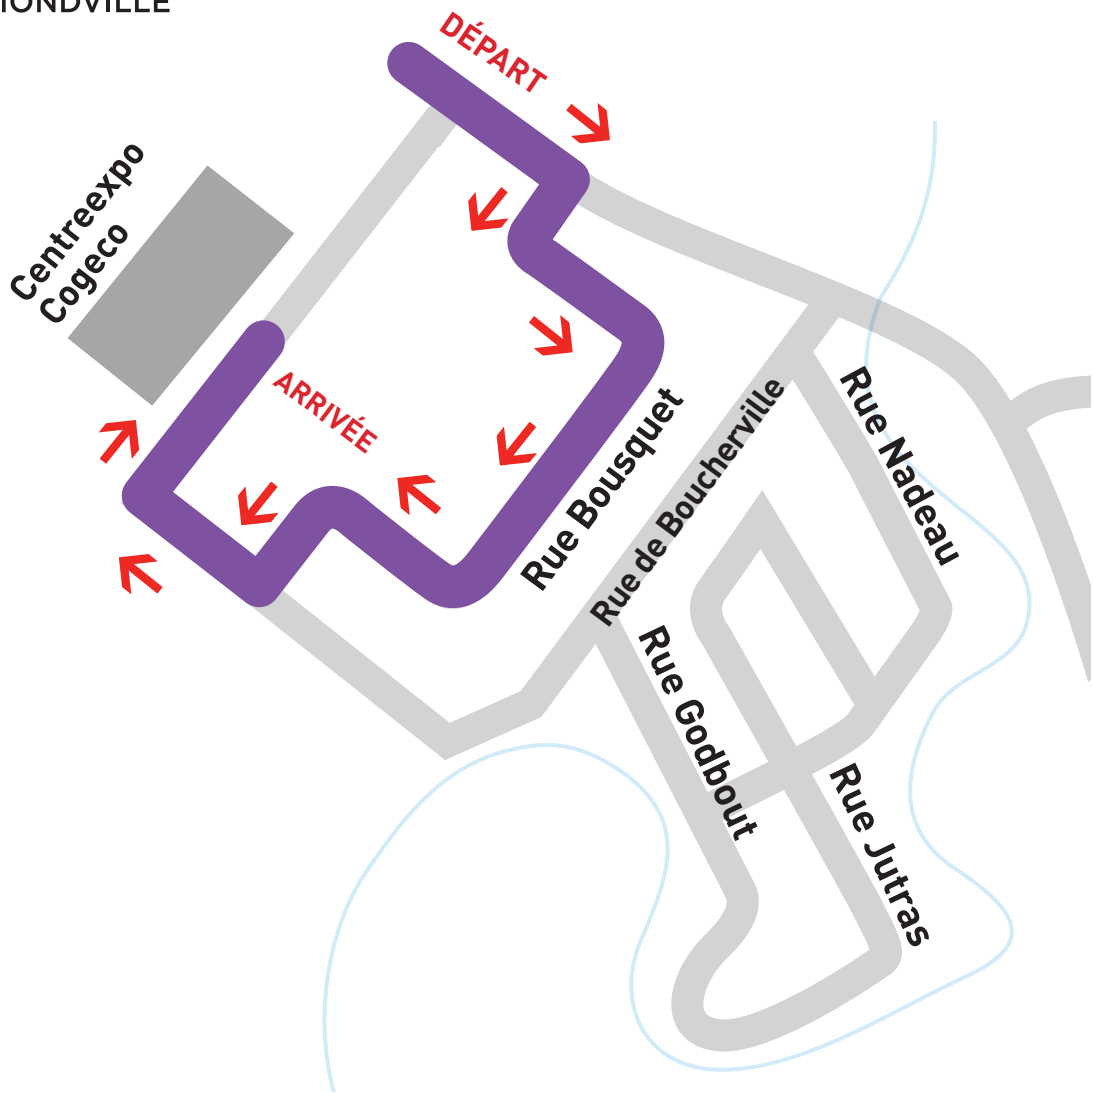 DÉPART
Centreexpo
Cogeco
ARRIVÉE
Rue Bousquet
Rue de Boucherville
Rue Nadeau
Rue Godbout
Rue Jutras